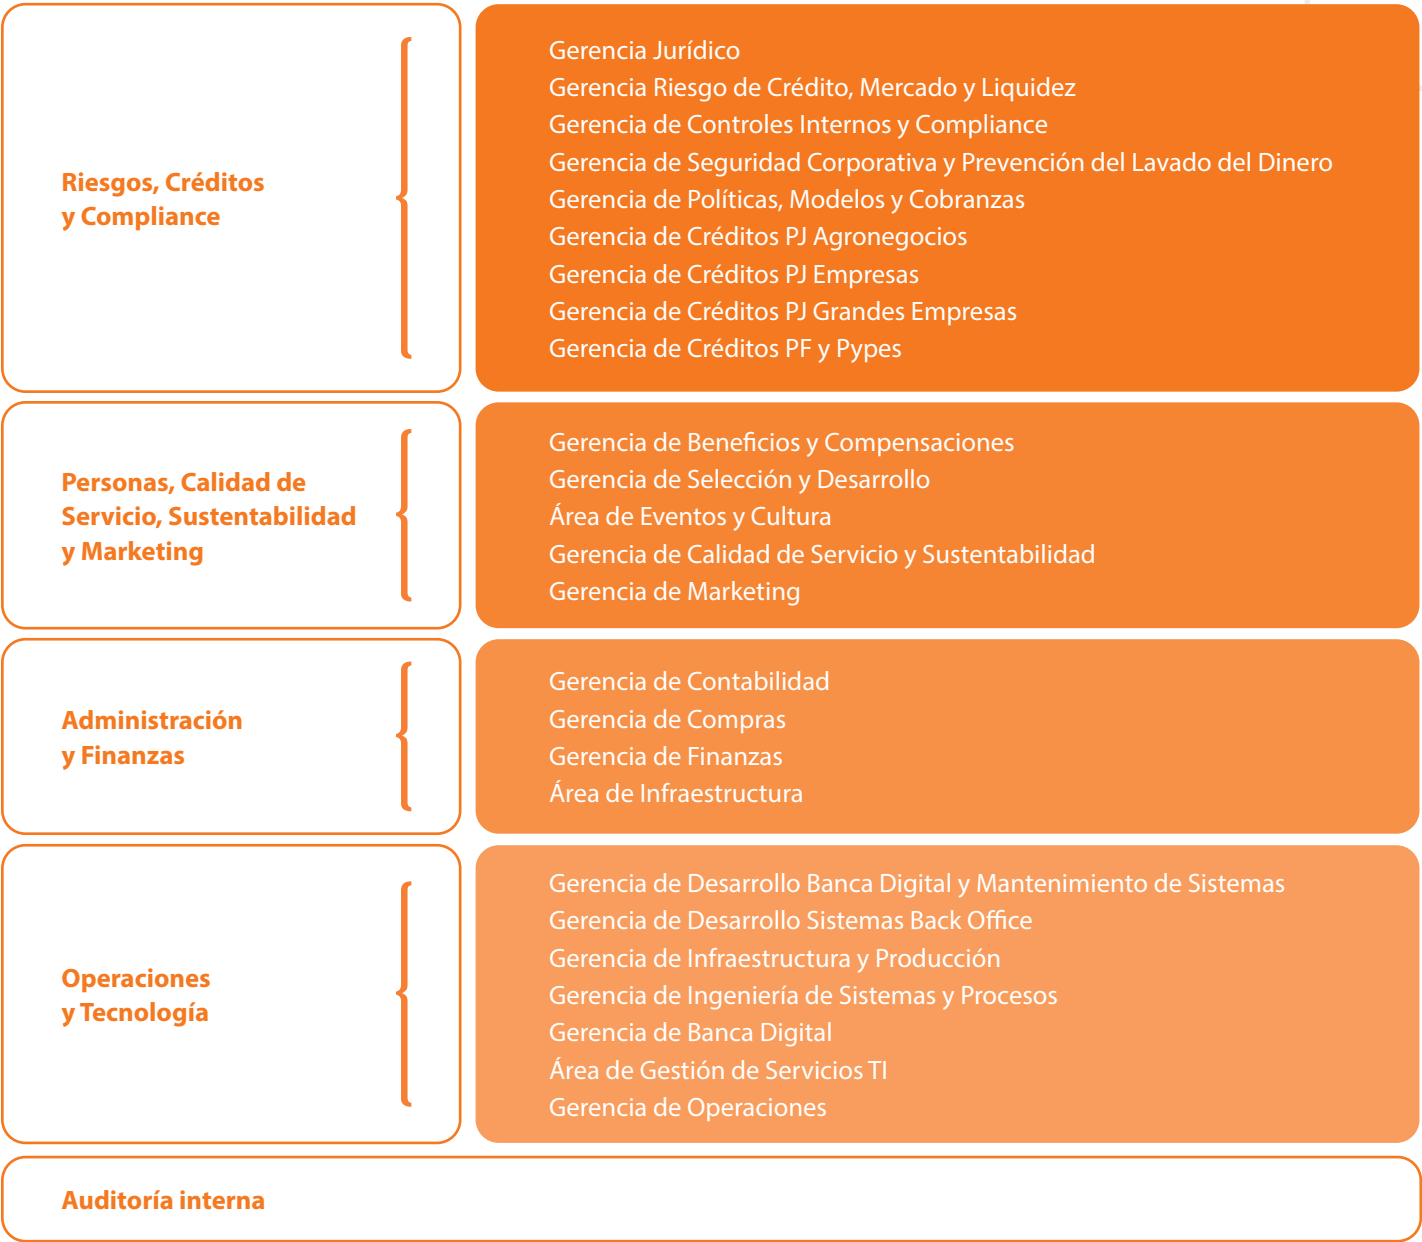 Riesgos, Créditos
y Compliance
Gerencia Jurídico
Gerencia Riesgo de Crédito, Mercado y Liquidez
Gerencia de Controles Internos y Compliance
Gerencia de Seguridad Corporativa y Prevención del Lavado del Dinero
Gerencia de Políticas, Modelos y Cobranzas
Gerencia de Créditos PJ Agronegocios
Gerencia de Créditos PJ Empresas
Gerencia de Créditos PJ Grandes Empresas
Gerencia de Créditos PF y Pypes
Personas, Calidad de
Servicio, Sustentabilidad
y Marketing
Gerencia de Beneficios y Compensaciones
Gerencia de Selección y Desarrollo
Área de Eventos y Cultura
Gerencia de Calidad de Servicio y Sustentabilidad
Gerencia de Marketing
Administración
y Finanzas
Gerencia de Contabilidad
Gerencia de Compras
Gerencia de Finanzas
Área de Infraestructura
Operaciones
y Tecnología
Gerencia de Desarrollo Banca Digital y Mantenimiento de Sistemas
Gerencia de Desarrollo Sistemas Back Office
Gerencia de Infraestructura y Producción
Gerencia de Ingeniería de Sistemas y Procesos
Gerencia de Banca Digital
Área de Gestión de Servicios TI
Gerencia de Operaciones
Auditoría interna